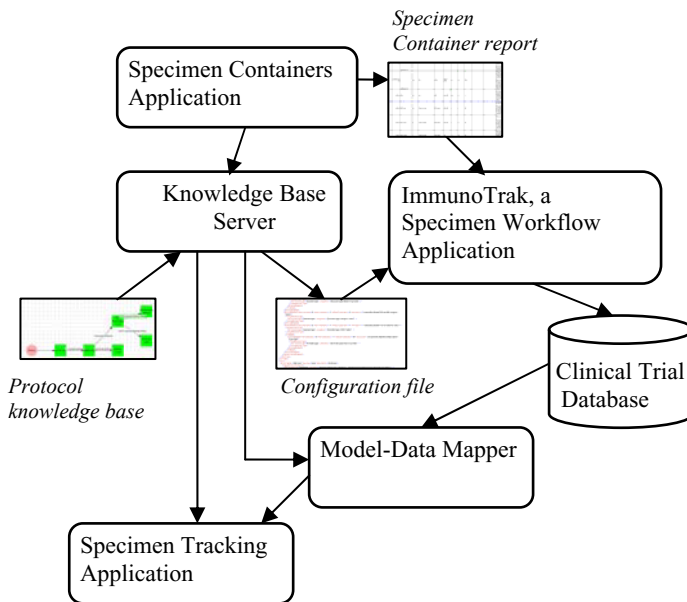 Specimen
Container report
Specimen Containers
Application
Knowledge Base
Server
ImmunoTrak, a
Specimen Workflow
Application
Protocol
knowledge base
Configuration file
Clinical Trial
Database
Model-Data Mapper
Specimen Tracking
Application